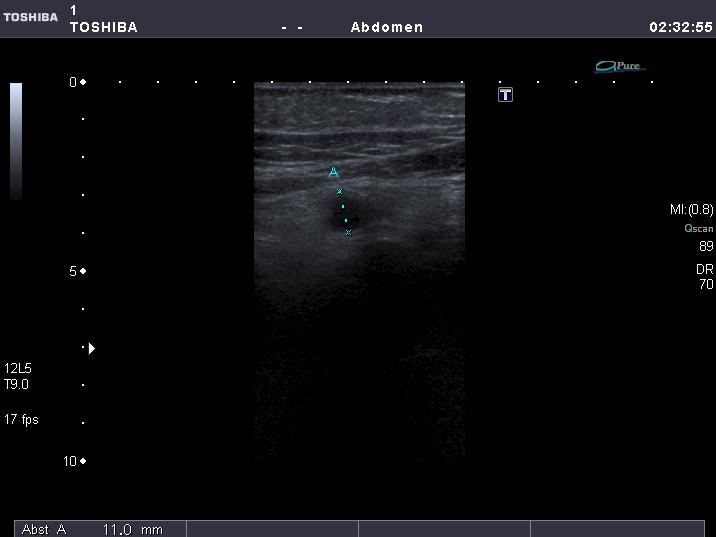 TOSHIBA
1
TOSHIBA - - Abdomen 02:32:55
aPure
0
T
A
MI:(0.8)
Qscan
89
DR
70
5
12L5
T9.0
17 fps
10
Abst A 11.0 mm